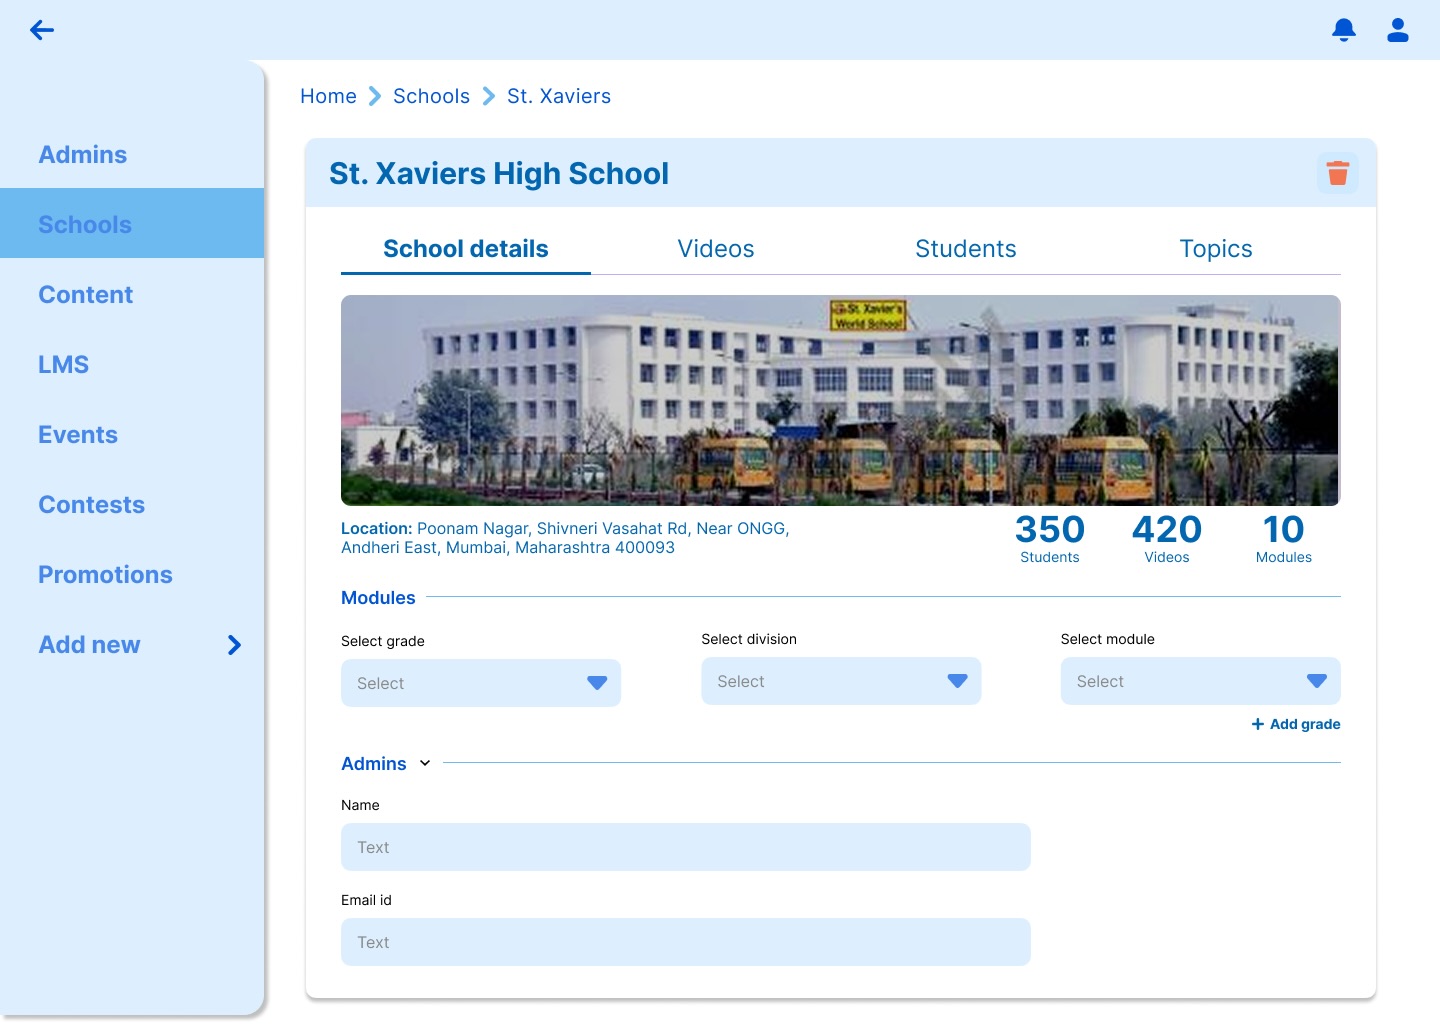 Home
Schools
St. Xaviers
Admins
Schools
Content
LMS
Events
Contests
Promotions
Add new
St. Xaviers High School
School details
Videos
Students
Topics
St. Xavier's
World School
Location: Poonam Nagar, Shivneri Vasahat Rd, Near ONGG,
Andheri East, Mumbai, Maharashtra 400093
350
Students
420
Videos
10
Modules
Modules
Select grade
Select
Select division
Select
Select module
Select
Add grade
Admins
Name
Text
Email id
Text